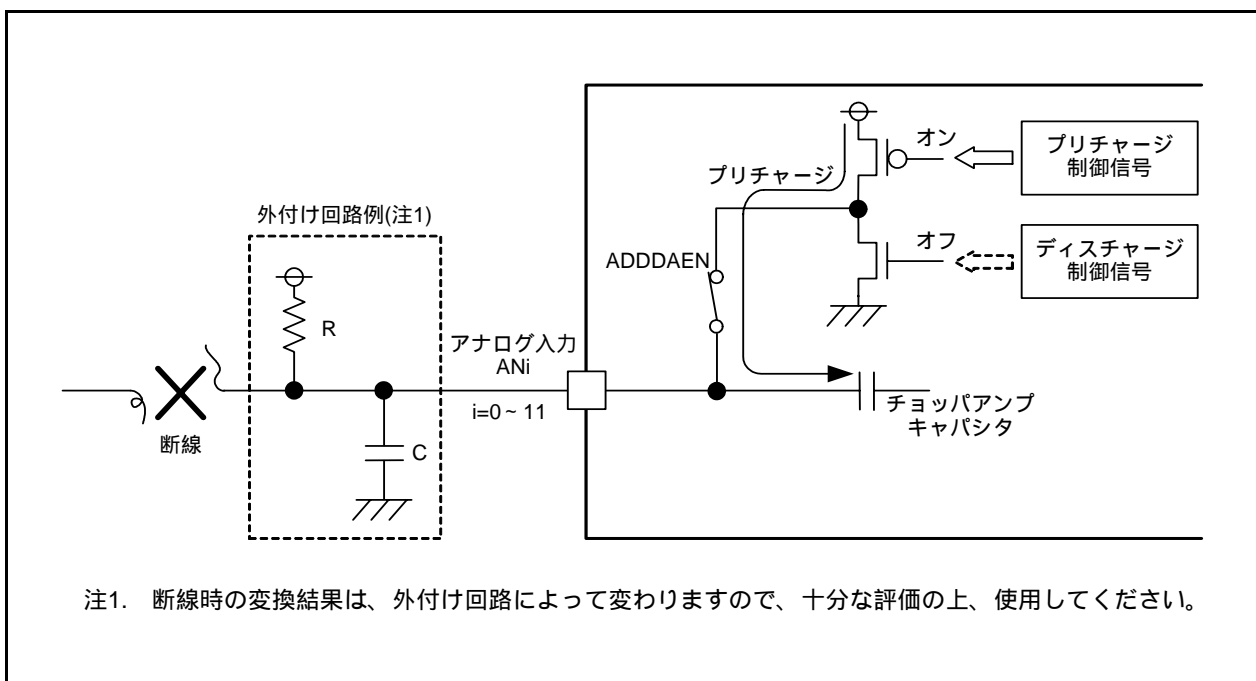 外付け回路例(注1)
R
C
断線
アナログ入力
ANi
i=0 ~ 11
ADDDAEN
プリチャージ
オン
オフ
プリチャージ
制御信号
ディスチャージ
制御信号
チョッパアンプ
キャパシタ
注1. 断線時の変換結果は、外付け回路によって変わりますので、十分な評価の上、使用してください。